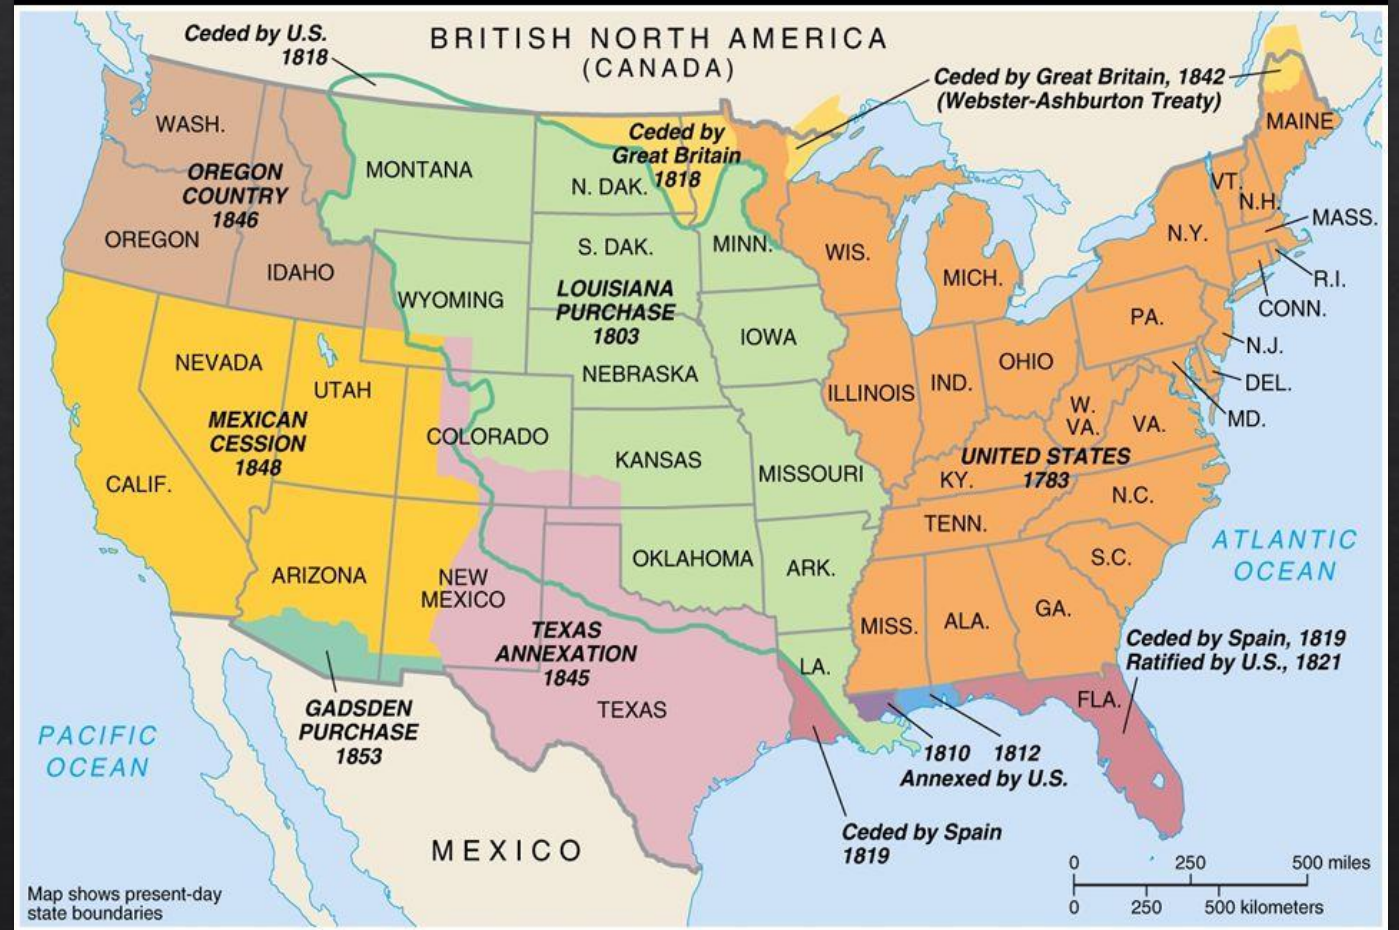 Ceded by U.S.
1818
BRITISH NORTH AMERICA
(CANADA)
Ceded by Great Britain, 1842
(Webster-Ashburton Treaty)
WASH.
OREGON
COUNTRY
1846
OREGON
IDAHO
MONTANA
Ceded by
Great Britain
1818
N. DAK.
S. DAK.
MINN.
WYOMING
LOUISIANA
PURCHASE
1803
NEBRASKA
IOWA
WIS.
MICH.
MAINE
VT.
N.H.
MASS.
N.Y.
R.I.
CONN.
PA.
N.J.
DEL.
MD.
OHIO
IND.
ILLINOIS
W.
VA.
VA.
NEVADA
UTAH
MEXICAN
CESSION
1848
CALIF.
COLORADO
KANSAS
MISSOURI
UNITED STATES
1783
KY.
N.C.
TENN.
S.C.
ARIZONA
NEW
MEXICO
OKLAHOMA
ARK.
MISS.
ALA.
GA.
ATLANTIC
OCEAN
TEXAS
ANNEXATION
1845
TEXAS
LA.
Ceded by Spain, 1819
Ratified by U.S., 1821
FLA.
GADSDEN
PURCHASE
1853
PACIFIC
OCEAN
1810
1812
Annexed by U.S.
Ceded by Spain
1819
MEXICO
0 250 500 miles
0 250 500 kilometers
Map shows present-day
state boundaries